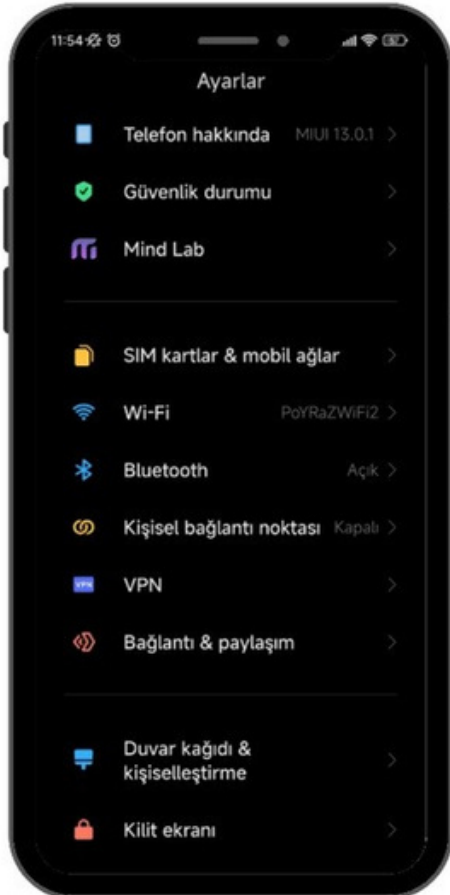 11:54
Ayarlar
Telefon hakkında MIUI 13.0.1
Güvenlik durumu
Mind Lab
SIM kartlar & mobil ağlar
Wi-Fi PoYRaZWiFi2
Bluetooth Açık
Kişisel bağlantı noktası Kapalı
VPN VPN
Bağlantı & paylaşım
Duvar kağıdı &
kişiselleştirme
Kilit ekranı